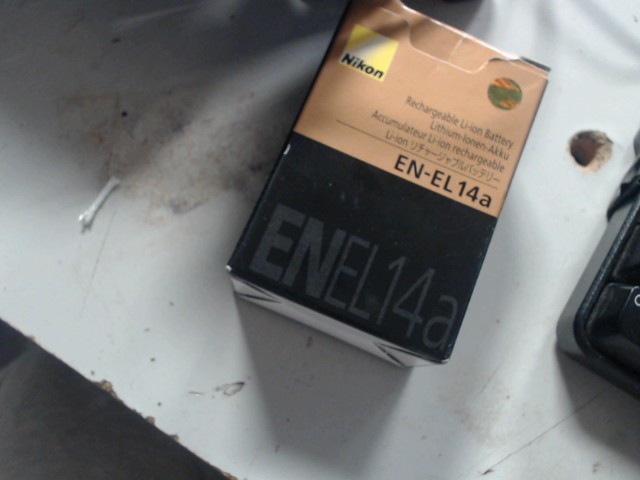 Nikon
Rechargeable Li-ion Battery
Lithium-Ionen-Akku
Accumulateur Li-ion rechargeable
Li-ion リチャージャブルバッテリー
EN-EL14a
ENEL14a